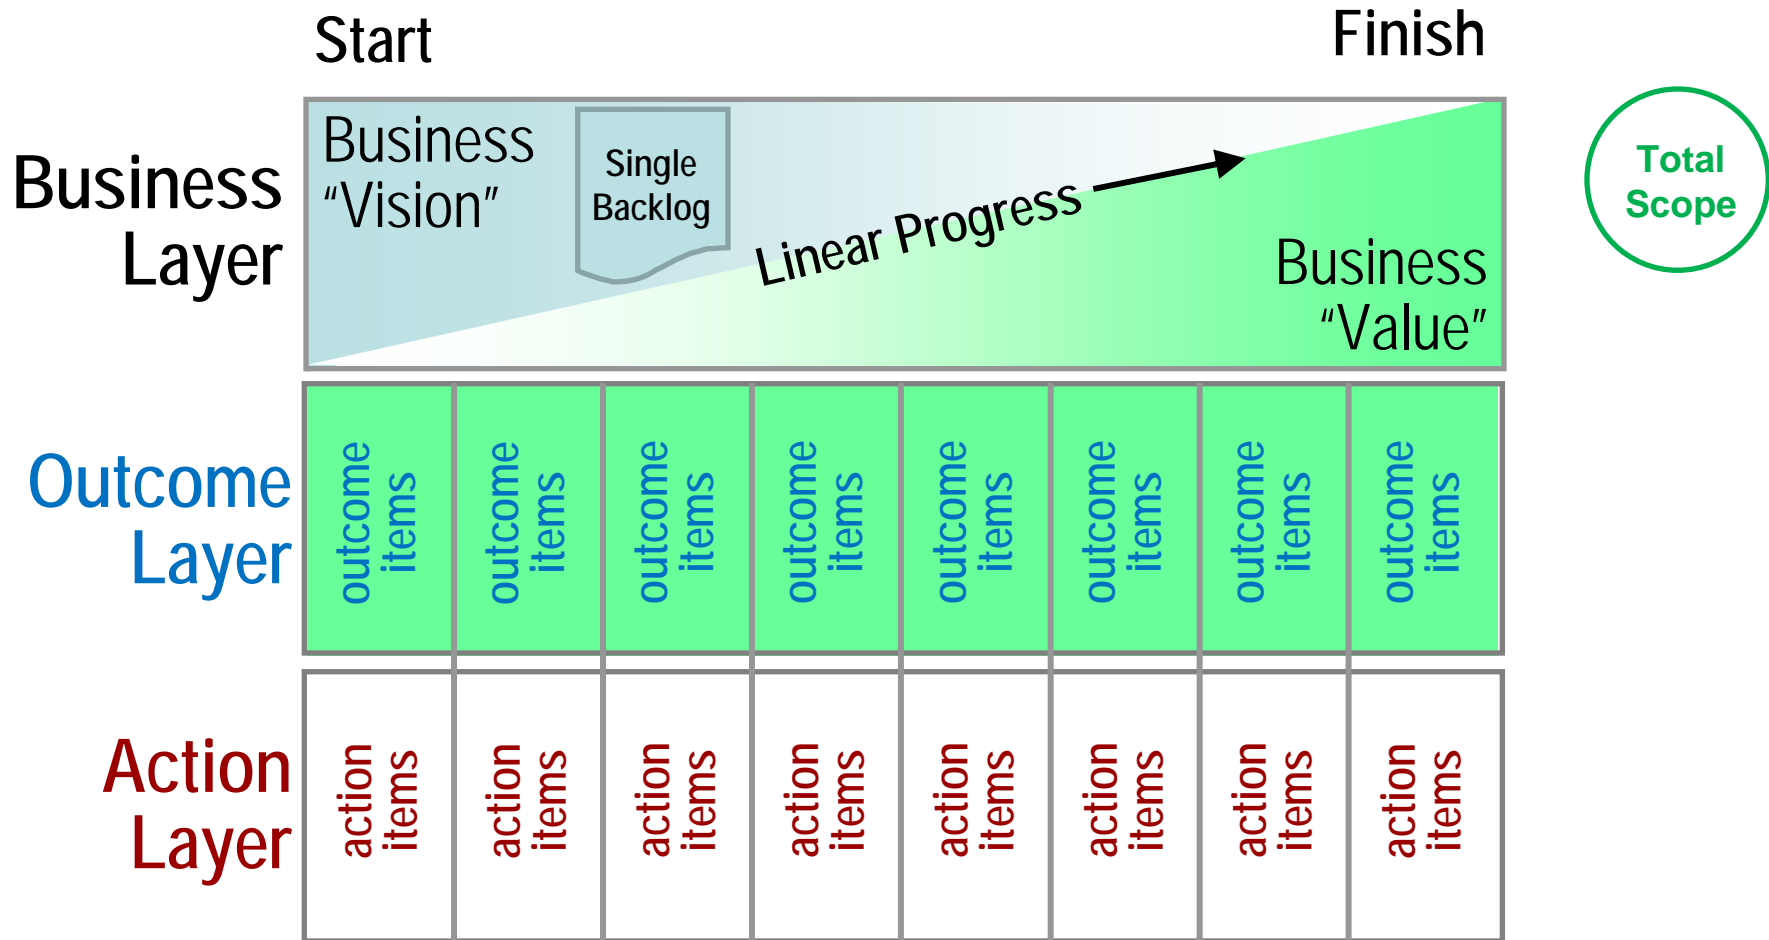 Start
Finish
Business
Layer
Business
“Vision”
Single
Backlog
Linear Progress
Business
“Value”
Total
Scope
Outcome
Layer
outcome
items
outcome
items
outcome
items
outcome
items
outcome
items
outcome
items
outcome
items
outcome
items
Action
Layer
action
items
action
items
action
items
action
items
action
items
action
items
action
items
action
items